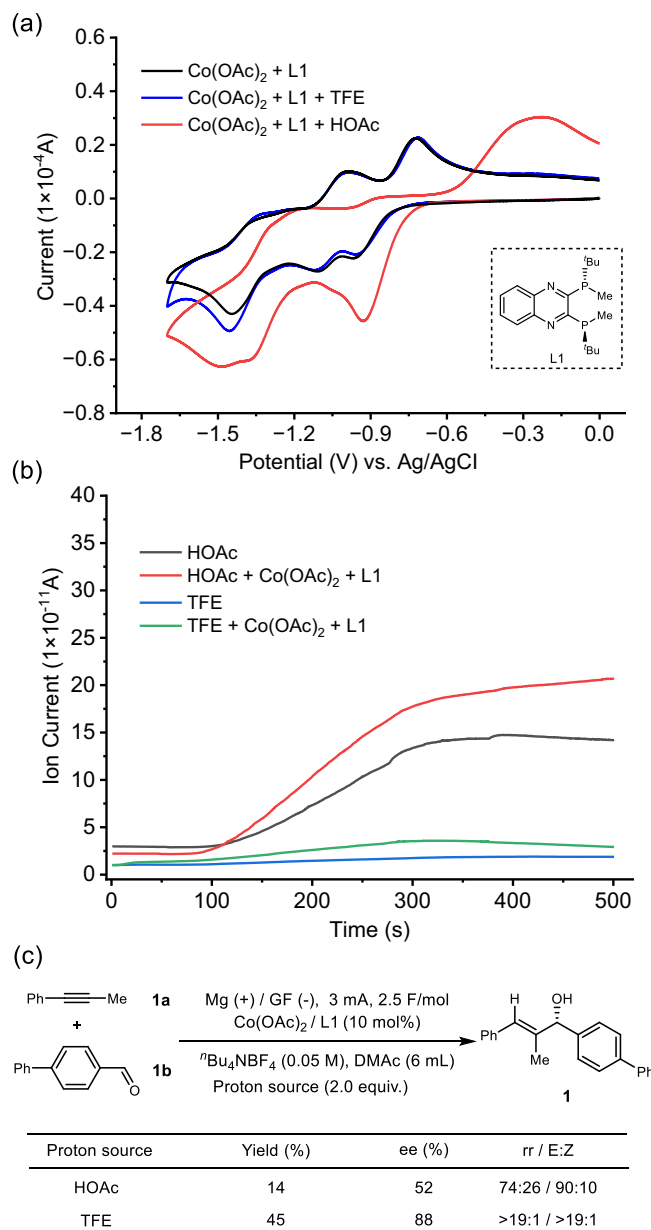 (a)
Co(OAc)2 + L1
Co(OAc)2 + L1 + TFE
Co(OAc)2 + L1 + HOAc
0.6
0.4
0.2
0.0
−0.2
−0.4
−0.6
−0.8
Current (1×10-4A)
N
N
P
tBu
Me
Me
P
tBu
L1
−1.8 −1.5 −1.2 −0.9 −0.6 −0.3 0.0
Potential (V) vs. Ag/AgCl
(b)
HOAc
HOAc + Co(OAc)2 + L1
TFE
TFE + Co(OAc)2 + L1
40
35
30
25
20
15
10
5
0
Ion Current (1×10-11A)
0 100 200 300 400 500
Time (s)
(c)
Ph Me 1a
+
Ph O 1b
Mg (+) / GF (-), 3 mA, 2.5 F/mol
Co(OAc)2 / L1 (10 mol%)
nBu4NBF4 (0.05 M), DMAc (6 mL)
Proton source (2.0 equiv.)
H OH
Ph
Me
Ph
1
Proton source Yield (%) ee (%) rr / E:Z
HOAc 14 52 74:26 / 90:10
TFE 45 88 >19:1 / >19:1